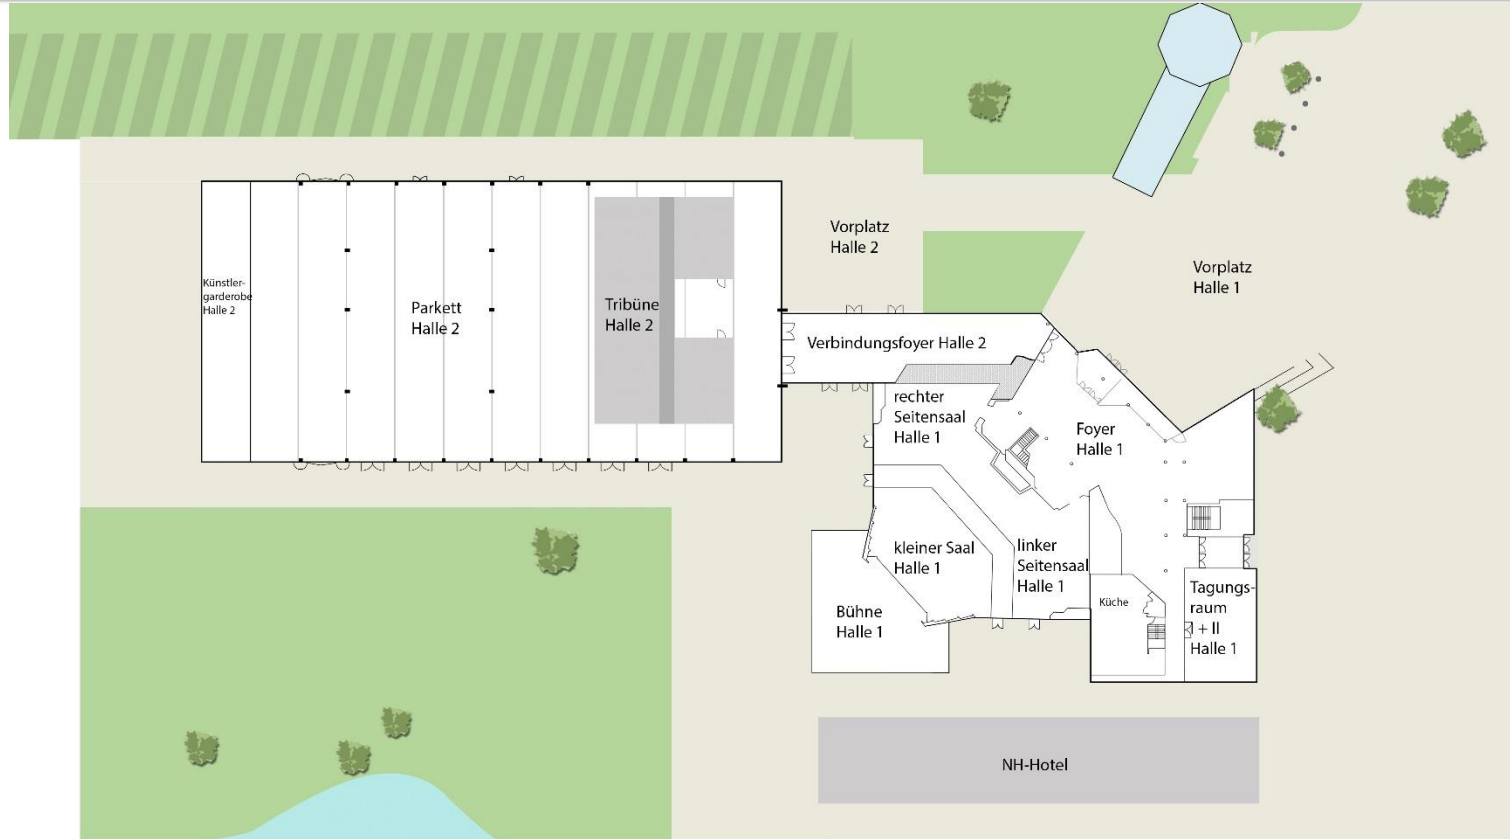 Vorplatz
Halle 2
Vorplatz
Halle 1
Künstler-
garderobe
Halle 2
Parkett
Halle 2
Tribüne
Halle 2
Verbindungsfoyer Halle 2
rechter
Seitensaal
Halle 1
Foyer
Halle 1
kleiner Saal
Halle 1
linker
Seitensaal
Halle 1
Bühne
Halle 1
Küche
Tagungs-
raum
I + II
Halle 1
NH-Hotel